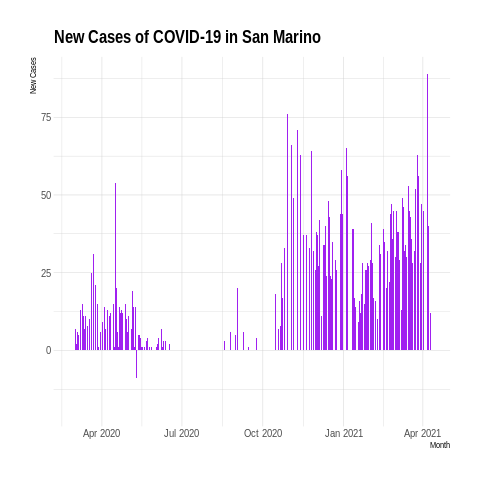 New Cases of COVID-19 in San Marino
New Cases
75
50
25
0
Apr 2020 Jul 2020 Oct 2020 Jan 2021 Apr 2021
Month